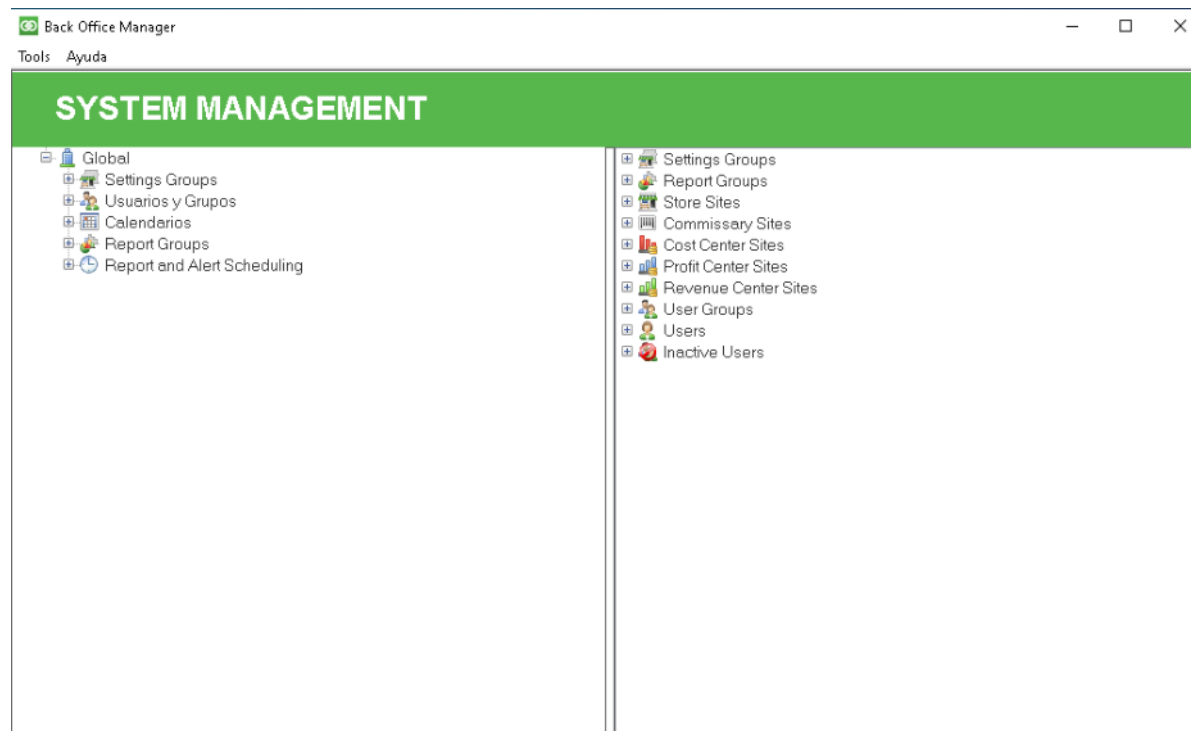 Back Office Manager
Tools Ayuda
SYSTEM MANAGEMENT
Global
Settings Groups
Usuarios y Grupos
Calendarios
Report Groups
Report and Alert Scheduling
Settings Groups
Report Groups
Store Sites
Commissary Sites
Cost Center Sites
Profit Center Sites
Revenue Center Sites
User Groups
Users
Inactive Users